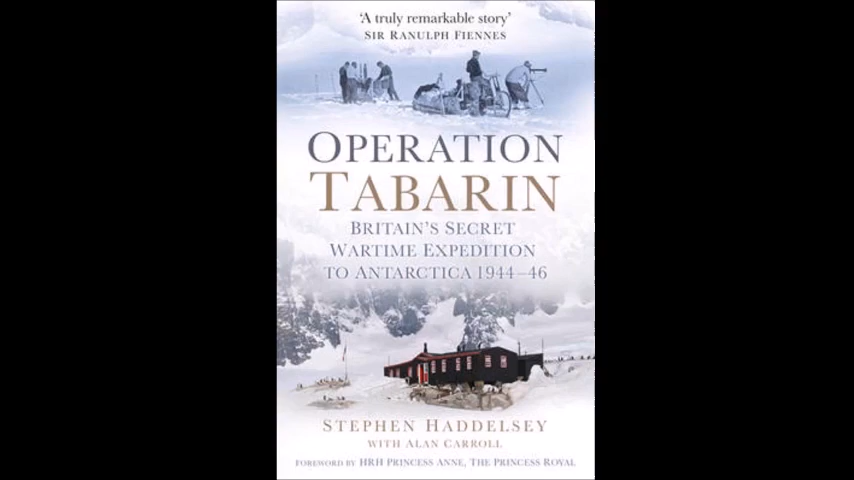 ‘A truly remarkable story’
SIR RANULPH FIENNES
OPERATION
TABARIN
BRITAIN’S SECRET
WARTIME EXPEDITION
TO ANTARCTICA 1944–46
STEPHEN HADDELSEY
WITH ALAN CARROLL
FOREWORD BY HRH PRINCESS ANNE, THE PRINCESS ROYAL